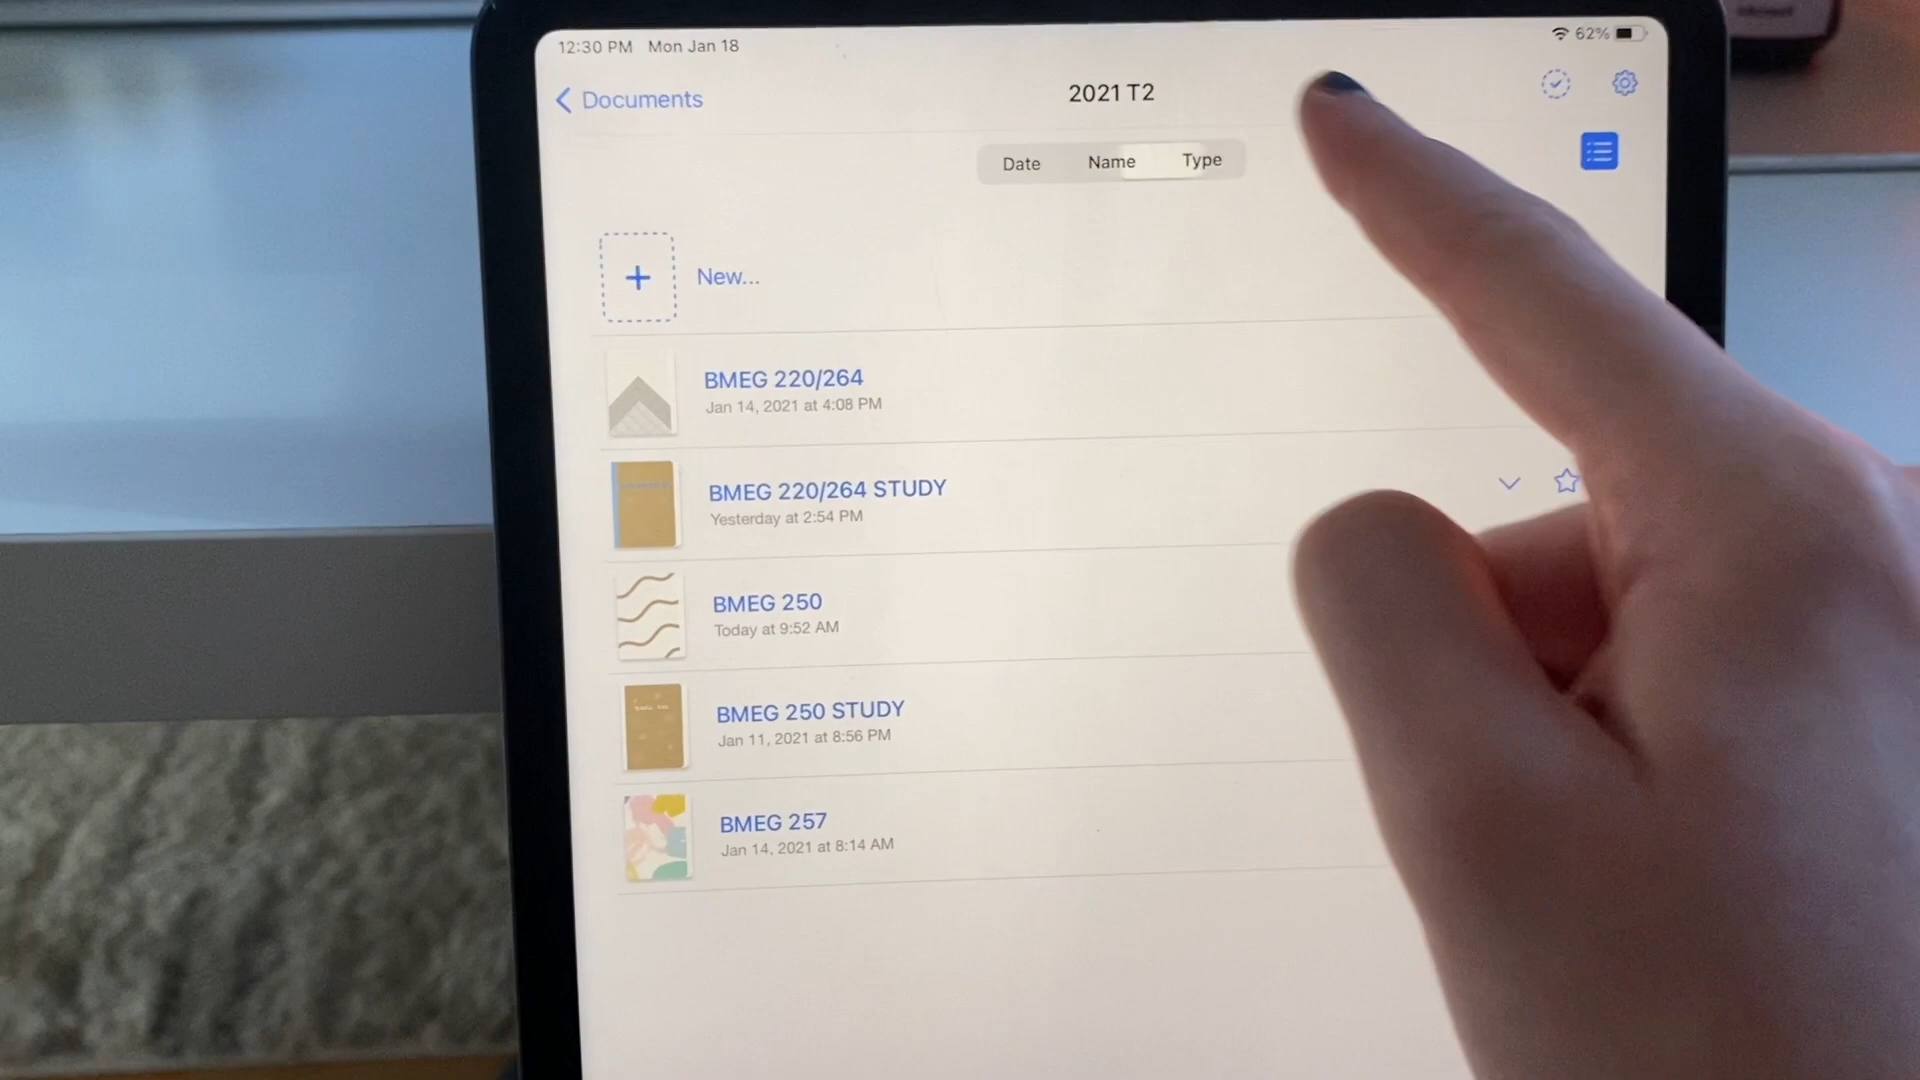 12:30 PM Mon Jan 18
62%
Documents
2021 T2
Date Name Type
New...
BMEG 220/264
Jan 14, 2021 at 4:08 PM
BMEG 220/264 STUDY
Yesterday at 2:54 PM
BMEG 250
Today at 9:52 AM
BMEG 250 STUDY
Jan 11, 2021 at 8:56 PM
BMEG 257
Jan 14, 2021 at 8:14 AM